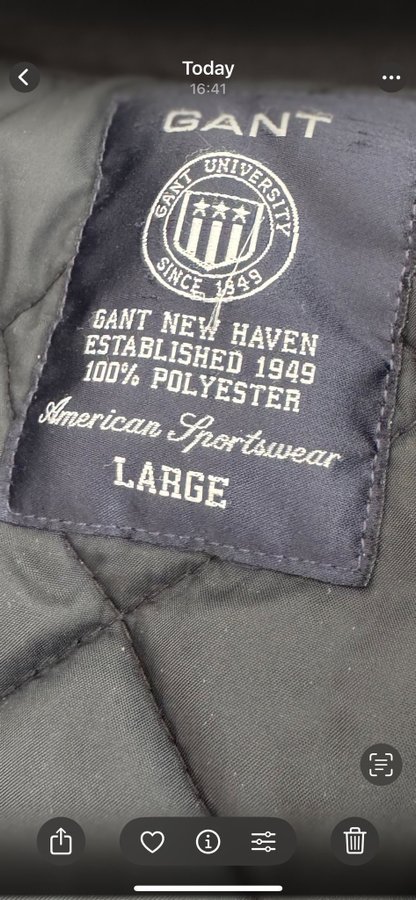 Today
16:41
GANT
GANT UNIVERSITY
SINCE 1949
GANT NEW HAVEN
ESTABLISHED 1949
100% POLYESTER
American Sportswear
LARGE